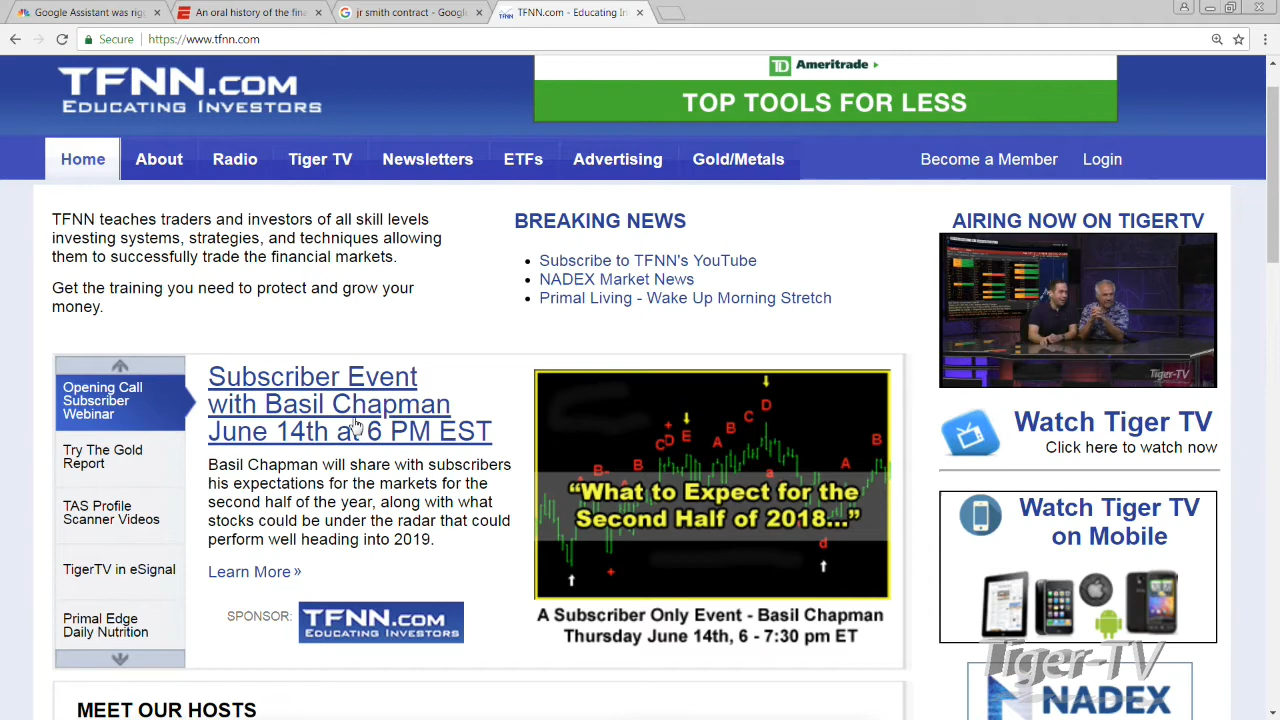 Google Assistant was rig
An oral history of the fina
jr smith contract - Google
TFNN.com - Educating In
Secure
https://www.tfnn.com
TFNN.com
Educating Investors
TD Ameritrade
TOP TOOLS FOR LESS
Home
About
Radio
Tiger TV
Newsletters
ETFs
Advertising
Gold/Metals
Become a Member
Login
TFNN teaches traders and investors of all skill levels
investing systems, strategies, and techniques allowing
them to successfully trade the financial markets.
Get the training you need to protect and grow your
money.
BREAKING NEWS
Subscribe to TFNN's YouTube
NADEX Market News
Primal Living - Wake Up Morning Stretch
AIRING NOW ON TIGERTV
Tiger-TV
Watch Tiger TV
Click here to watch now
Watch Tiger TV
on Mobile
Opening Call
Subscriber
Webinar
Try The Gold
Report
TAS Profile
Scanner Videos
TigerTV in eSignal
Primal Edge
Daily Nutrition
Subscriber Event
with Basil Chapman
June 14th at 6 PM EST
Basil Chapman will share with subscribers
his expectations for the markets for the
second half of the year, along with what
stocks could be under the radar that could
perform well heading into 2019.
Learn More »
SPONSOR:
TFNN.com
Educating Investors
“What to Expect for the
Second Half of 2018...”
A Subscriber Only Event - Basil Chapman
Thursday June 14th, 6 - 7:30 pm ET
Tiger-TV
NADEX
MEET OUR HOSTS